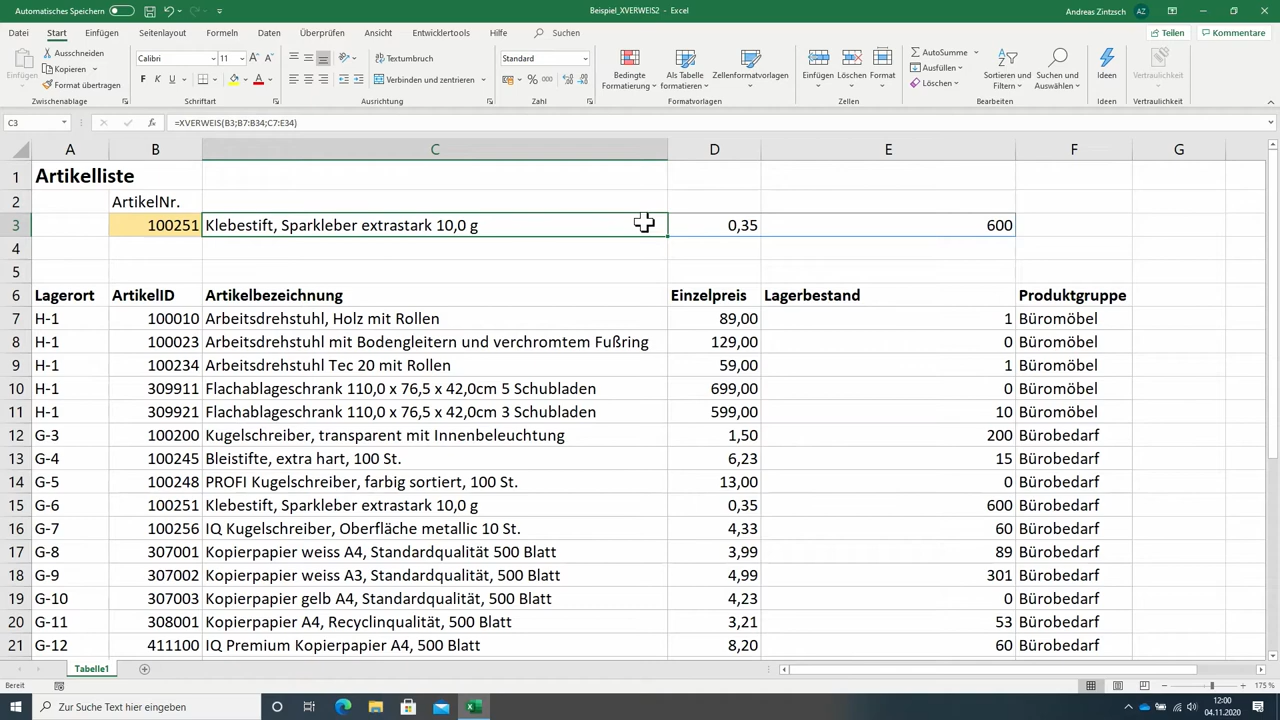 Automatisches Speichern
Beispiel_XVERWEIS2 - Excel
Andreas Zintzsch AZ
Datei Start Einfügen Seitenlayout Formeln Daten Überprüfen Ansicht Entwicklertools Hilfe Suchen Teilen Kommentare
Einfügen
Ausschneiden
Kopieren
Format übertragen
Zwischenablage
Calibri 11
F K U
Schriftart
Textumbruch
Verbinden und zentrieren
Ausrichtung
Standard
% 000
Zahl
Bedingte Formatierung
Als Tabelle formatieren
Zellenformatvorlagen
Formatvorlagen
Einfügen Löschen Format
Zellen
AutoSumme
Ausfüllen
Löschen
Sortieren und Filtern
Suchen und Auswählen
Bearbeiten
Ideen
Ideen
Vertraulichkeit
Vertraulichkeit
C3 fx =XVERWEIS(B3;B7:B34;C7:E34)
A B C D E F G
1 Artikelliste
2 ArtikelNr.
3 100251 Klebestift, Sparkleber extrastark 10,0 g 0,35 600
4
5
6 Lagerort ArtikelID Artikelbezeichnung Einzelpreis Lagerbestand Produktgruppe
7 H-1 100010 Arbeitsdrehstuhl, Holz mit Rollen 89,00 1 Büromöbel
8 H-1 100023 Arbeitsdrehstuhl mit Bodengleitern und verchromtem Fußring 129,00 0 Büromöbel
9 H-1 100234 Arbeitsdrehstuhl Tec 20 mit Rollen 59,00 1 Büromöbel
10 H-1 309911 Flachablageschrank 110,0 x 76,5 x 42,0cm 5 Schubladen 699,00 0 Büromöbel
11 H-1 309921 Flachablageschrank 110,0 x 76,5 x 42,0cm 3 Schubladen 599,00 10 Büromöbel
12 G-3 100200 Kugelschreiber, transparent mit Innenbeleuchtung 1,50 200 Bürobedarf
13 G-4 100245 Bleistifte, extra hart, 100 St. 6,23 15 Bürobedarf
14 G-5 100248 PROFI Kugelschreiber, farbig sortiert, 100 St. 13,00 0 Bürobedarf
15 G-6 100251 Klebestift, Sparkleber extrastark 10,0 g 0,35 600 Bürobedarf
16 G-7 100256 IQ Kugelschreiber, Oberfläche metallic 10 St. 4,33 60 Bürobedarf
17 G-8 307001 Kopierpapier weiss A4, Standardqualität 500 Blatt 3,99 89 Bürobedarf
18 G-9 307002 Kopierpapier weiss A3, Standardqualität, 500 Blatt 4,99 301 Bürobedarf
19 G-10 307003 Kopierpapier gelb A4, Standardqualität, 500 Blatt 4,23 0 Bürobedarf
20 G-11 308001 Kopierpapier A4, Recyclinqualität, 500 Blatt 3,21 53 Bürobedarf
21 G-12 411100 IQ Premium Kopierpapier A4, 500 Blatt 8,20 60 Bürobedarf
Tabelle1
Bereit
175 %
Zur Suche Text hier eingeben
12:00
04.11.2020